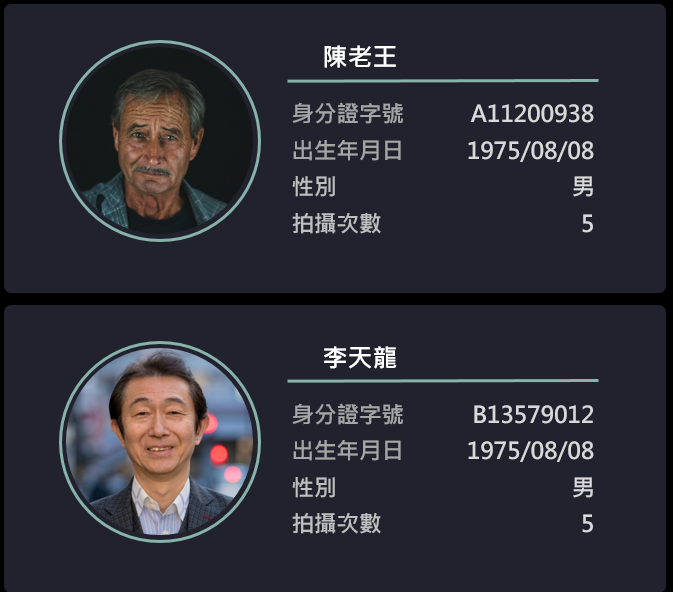 陳老王
身分證字號 A11200938
出生年月日 1975/08/08
性別 男
拍攝次數 5
李天龍
身分證字號 B13579012
出生年月日 1975/08/08
性別 男
拍攝次數 5